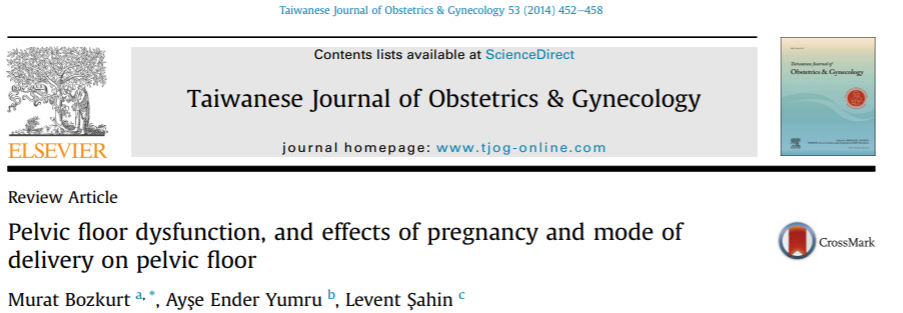 Taiwanese Journal of Obstetrics & Gynecology 53 (2014) 452–458
Contents lists available at ScienceDirect
Taiwanese Journal of Obstetrics & Gynecology
journal homepage: www.tjog-online.com
ELSEVIER
Taiwanese Journal of
Obstetrics & Gynecology
Review Article
Pelvic floor dysfunction, and effects of pregnancy and mode of
delivery on pelvic floor
CrossMark
Murat Bozkurt a, *, Ayşe Ender Yumru b, Levent Şahin c